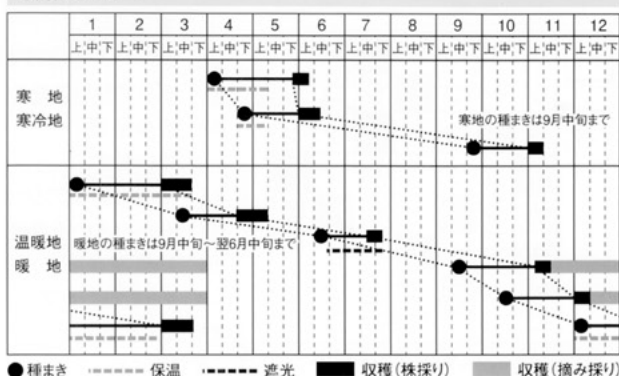 1 2 3 4 5 6 7 8 9 10 11 12
上中下 上中下 上中下 上中下 上中下 上中下 上中下 上中下 上中下 上中下 上中下 上中下
寒地
寒冷地
寒地の種まきは9月中旬まで
温暖地
暖地の種まきは9月中旬〜翌6月中旬まで
暖地
種まき 保温 遮光 収穫(株採り) 収穫(摘み採り)